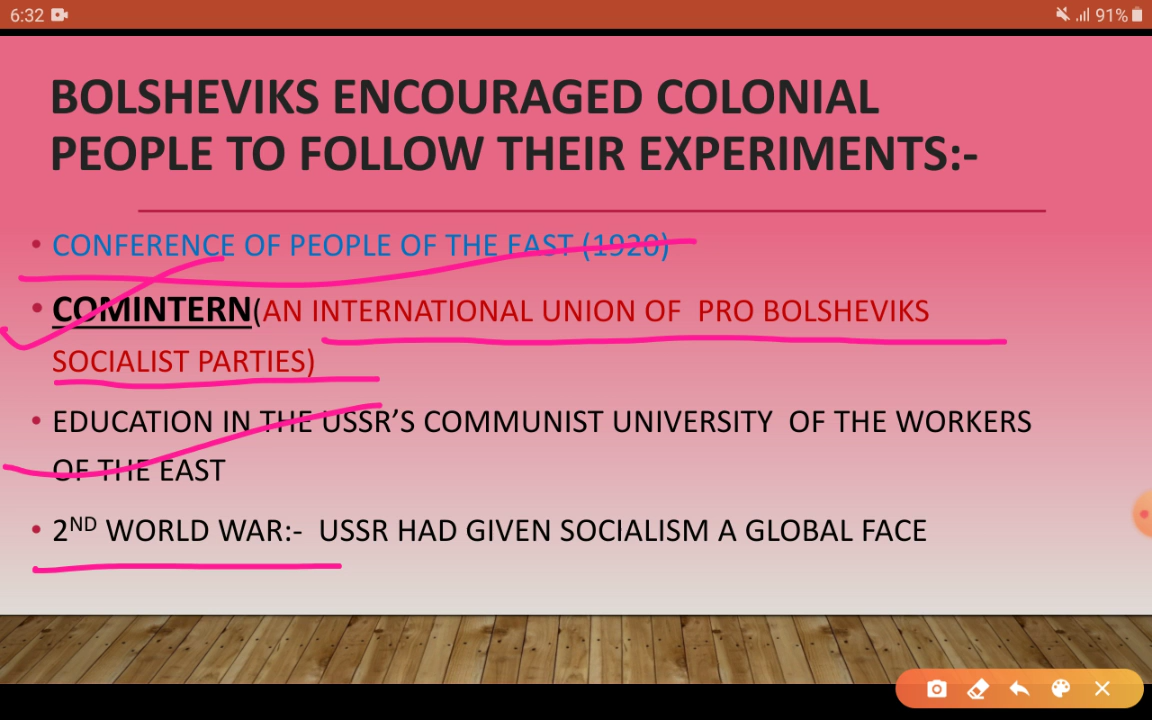 6:32
91%
BOLSHEVIKS ENCOURAGED COLONIAL
PEOPLE TO FOLLOW THEIR EXPERIMENTS:-
• CONFERENCE OF PEOPLE OF THE EAST (1920)
• COMINTERN(AN INTERNATIONAL UNION OF PRO BOLSHEVIKS
SOCIALIST PARTIES)
• EDUCATION IN THE USSR’S COMMUNIST UNIVERSITY OF THE WORKERS
OF THE EAST
• 2ND WORLD WAR:- USSR HAD GIVEN SOCIALISM A GLOBAL FACE